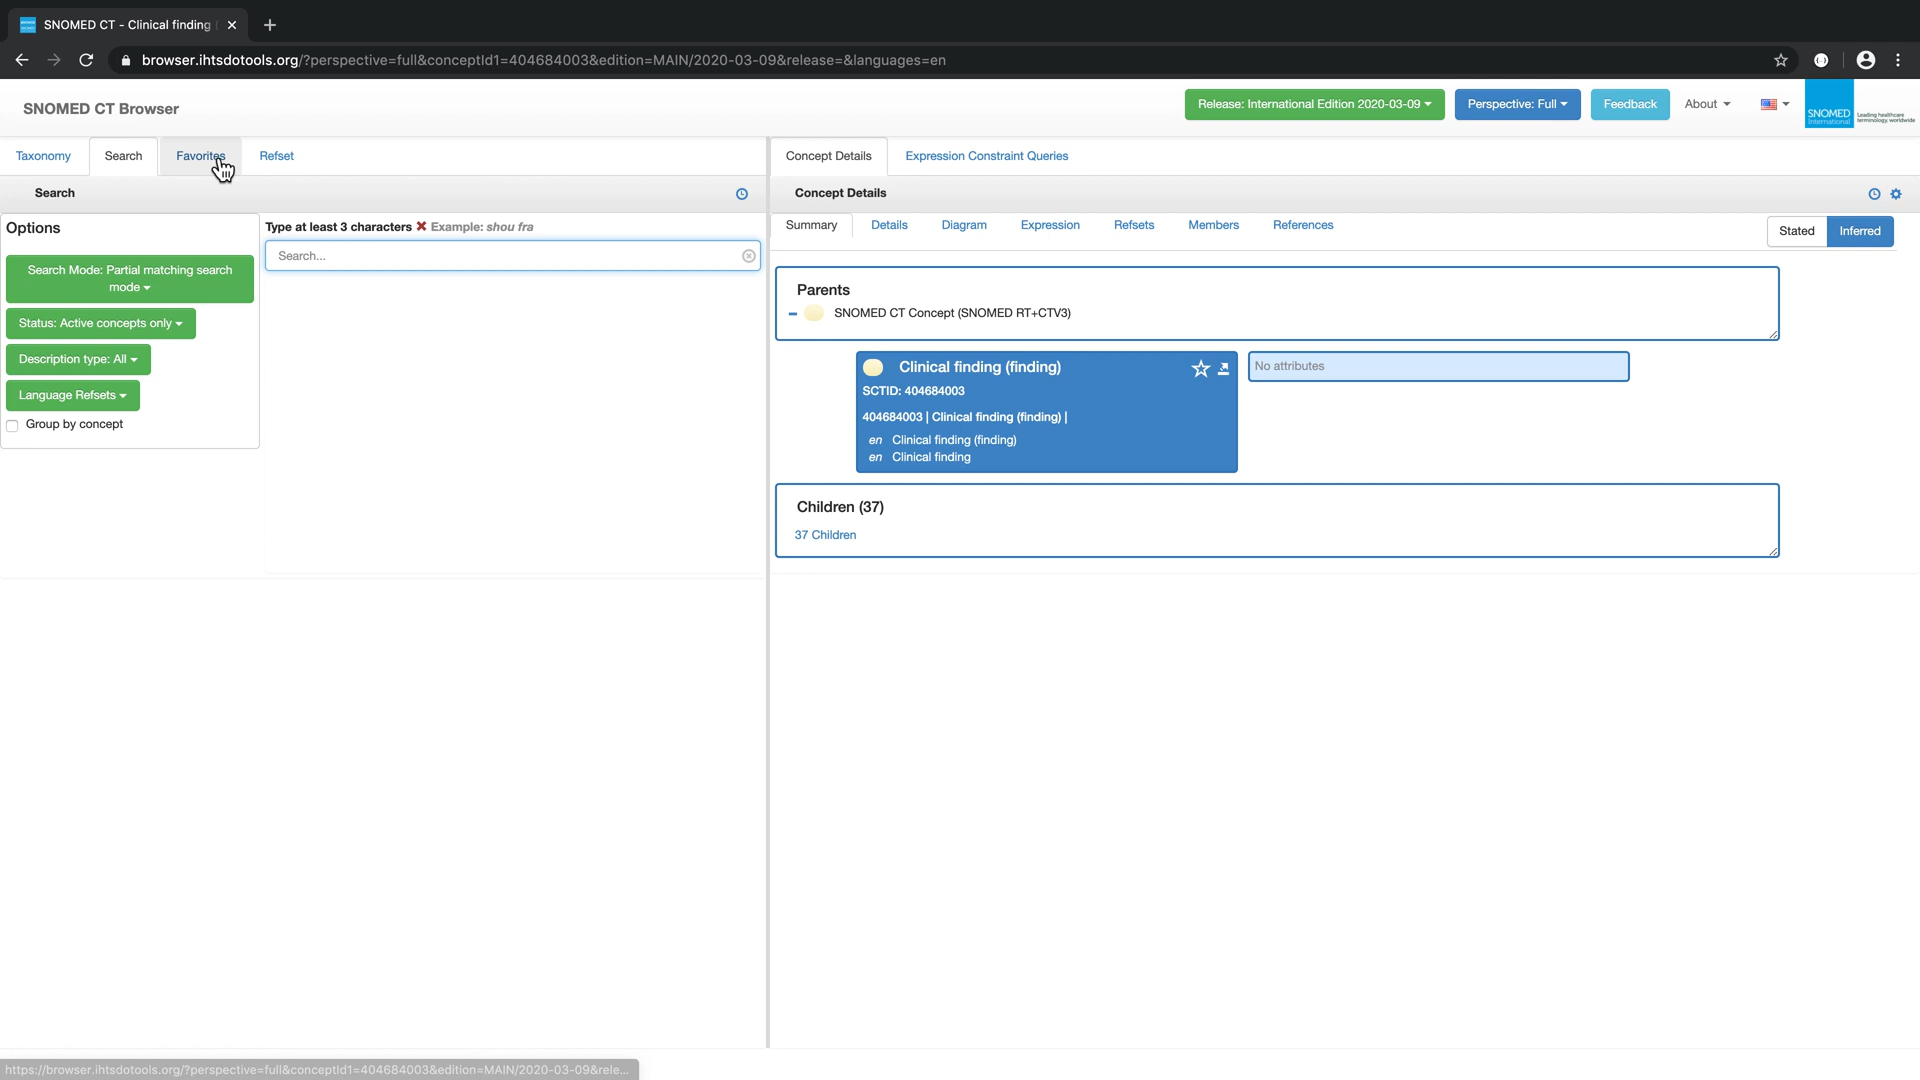 SNOMED CT - Clinical finding (
browser.ihtsdotools.org/?perspective=full&conceptId1=404684003&edition=MAIN/2020-03-09&release=&languages=en
SNOMED CT Browser
Release: International Edition 2020-03-09
Perspective: Full
Feedback
About
SNOMED
International
Leading healthcare
terminology, worldwide
Taxonomy
Search
Favorites
Refset
Concept Details
Expression Constraint Queries
Search
Concept Details
Options
Type at least 3 characters ✖ Example: shou fra
Search...
Search Mode: Partial matching search
mode
Status: Active concepts only
Description type: All
Language Refsets
Group by concept
Summary
Details
Diagram
Expression
Refsets
Members
References
Stated
Inferred
Parents
SNOMED CT Concept (SNOMED RT+CTV3)
Clinical finding (finding)
SCTID: 404684003
404684003 | Clinical finding (finding) |
en Clinical finding (finding)
en Clinical finding
No attributes
Children (37)
37 Children
https://browser.ihtsdotools.org/?perspective=full&conceptId1=404684003&edition=MAIN/2020-03-09&rele...